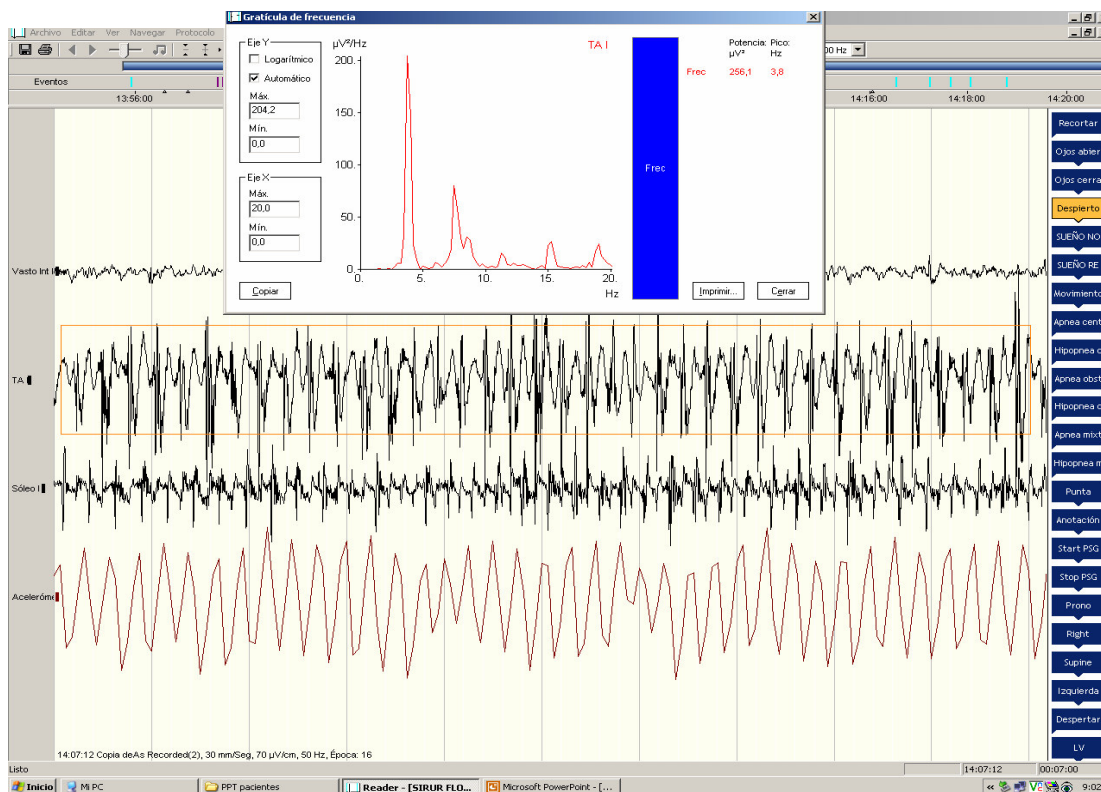 Gratícula de frecuencia
Archivo Editar Ver Navegar Protocolo
00 Hz
Eje Y
Logarítmico
Automático
Máx.
204,2
Mín.
0,0
Eje X
Máx.
20,0
Mín.
0,0
Copiar
µV²/Hz
200.
150.
100.
50.
0.
0.
5.
10.
15.
20.
Hz
TA I
Frec
Potencia: Pico:
µV² Hz
Frec 256,1 3,8
Imprimir...
Cerrar
Eventos
13:56:00
14:16:00
14:18:00
14:20:00
Vasto Int I
TA I
Sóleo I
Aceleróme
Recortar
Ojos abier
Ojos cerra
Despierto
SUEÑO NO
SUEÑO RE
Movimiento
Apnea cent
Hipopnea c
Apnea obst
Hipopnea o
Apnea mixt
Hipopnea m
Punta
Anotación
Start PSG
Stop PSG
Prono
Right
Supine
Izquierda
Despertar
LV
14:07:12 Copia deAs Recorded(2), 30 mm/Seg, 70 µV/cm, 50 Hz, Época: 16
Listo
14:07:12
00:07:00
Inicio
Mi PC
PPT pacientes
Reader - [SIRUR FLO...
Microsoft PowerPoint - [...
9:02